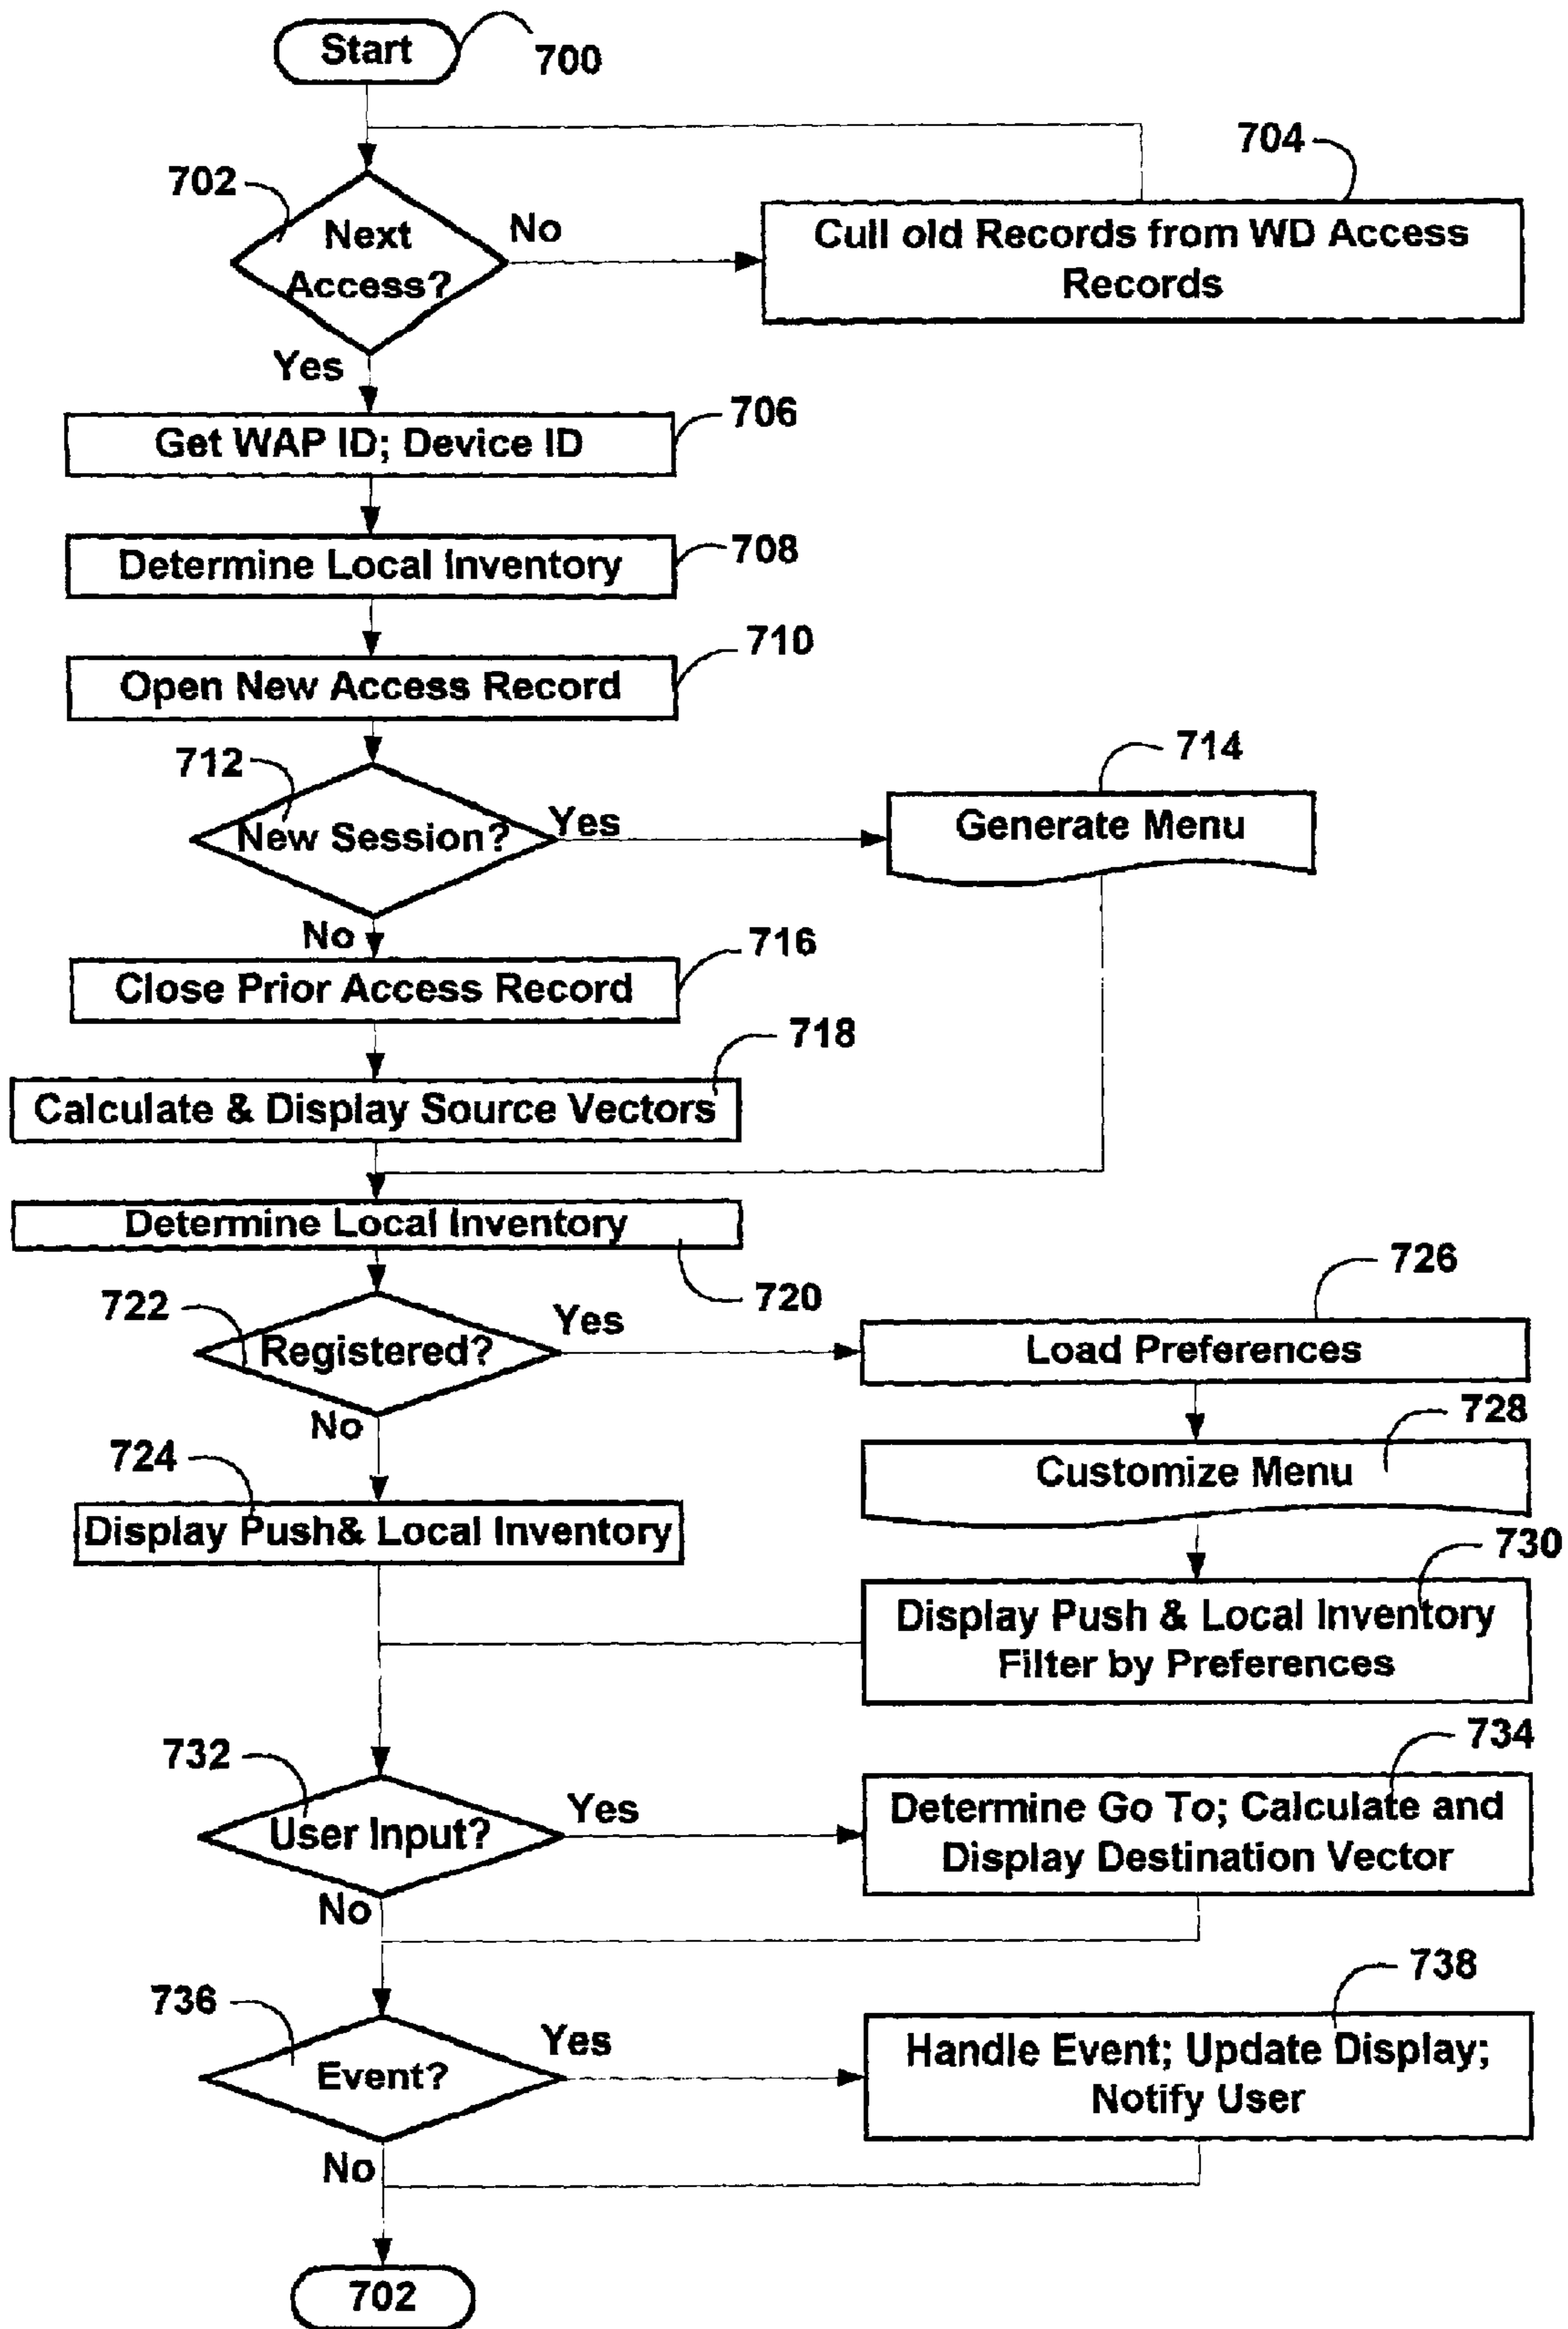 Start
700
704
702
Next
Access?
No
Cull old Records from WD Access
Records
Yes
706
Get WAP ID; Device ID
708
Determine Local Inventory
710
Open New Access Record
712
714
New Session?
Yes
Generate Menu
No
716
Close Prior Access Record
718
Calculate & Display Source Vectors
Determine Local Inventory
720
726
722
Registered?
Yes
Load Preferences
No
728
Customize Menu
724
Display Push& Local Inventory
730
Display Push & Local Inventory
Filter by Preferences
732
734
User Input?
Yes
Determine Go To; Calculate and
Display Destination Vector
No
736
738
Event?
Yes
Handle Event; Update Display;
Notify User
No
702